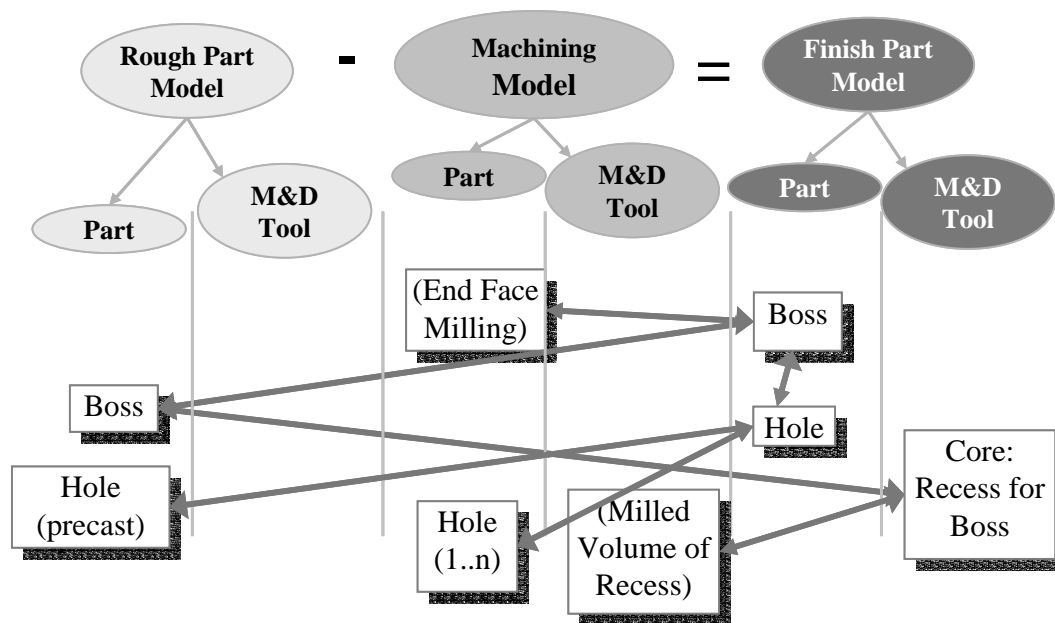 Rough Part
Model
-
Machining
Model
=
Finish Part
Model
Part
M&D
Tool
Part
M&D
Tool
Part
M&D
Tool
(End Face
Milling)
Boss
Boss
Hole
Hole
(precast)
Hole
(1..n)
(Milled
Volume of
Recess)
Core:
Recess for
Boss